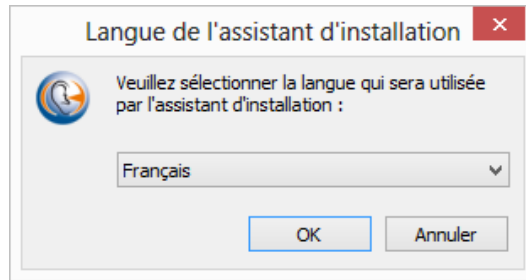 Langue de l'assistant d'installation
Veuillez sélectionner la langue qui sera utilisée
par l'assistant d'installation :
Français
OK
Annuler